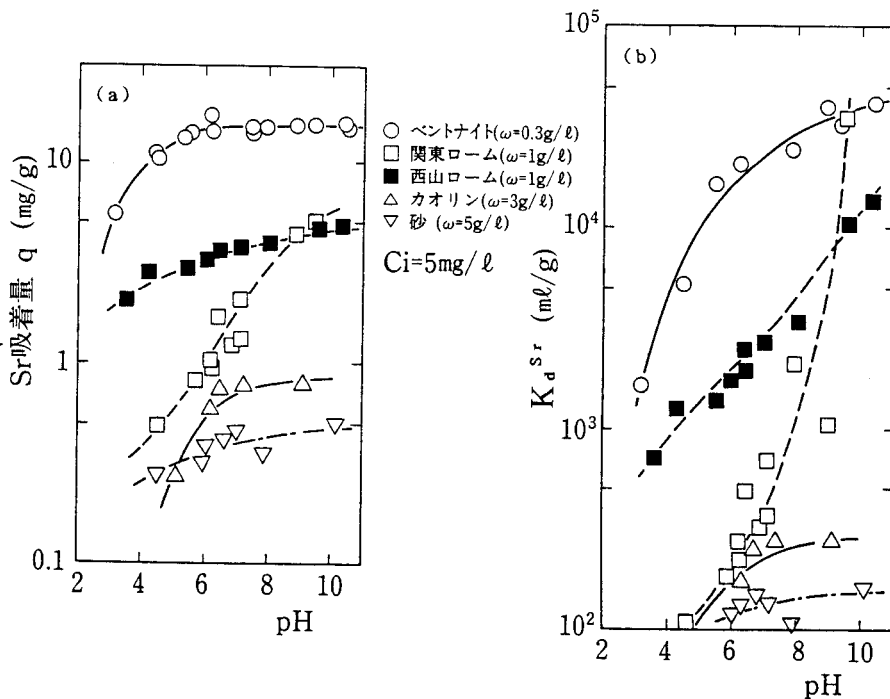 (a)
10
1
0.1
2 4 6 8 10
pH
Sr吸着量 q (mg/g)
○ ベントナイト(ω=0.3g/ℓ)
□ 関東ローム(ω=1g/ℓ)
■ 西山ローム(ω=1g/ℓ)
△ カオリン(ω=3g/ℓ)
▽ 砂 (ω=5g/ℓ)
Ci=5mg/ℓ
(b)
10⁵
10⁴
10³
10²
2 4 6 8 10
pH
K_d^Sr (mℓ/g)